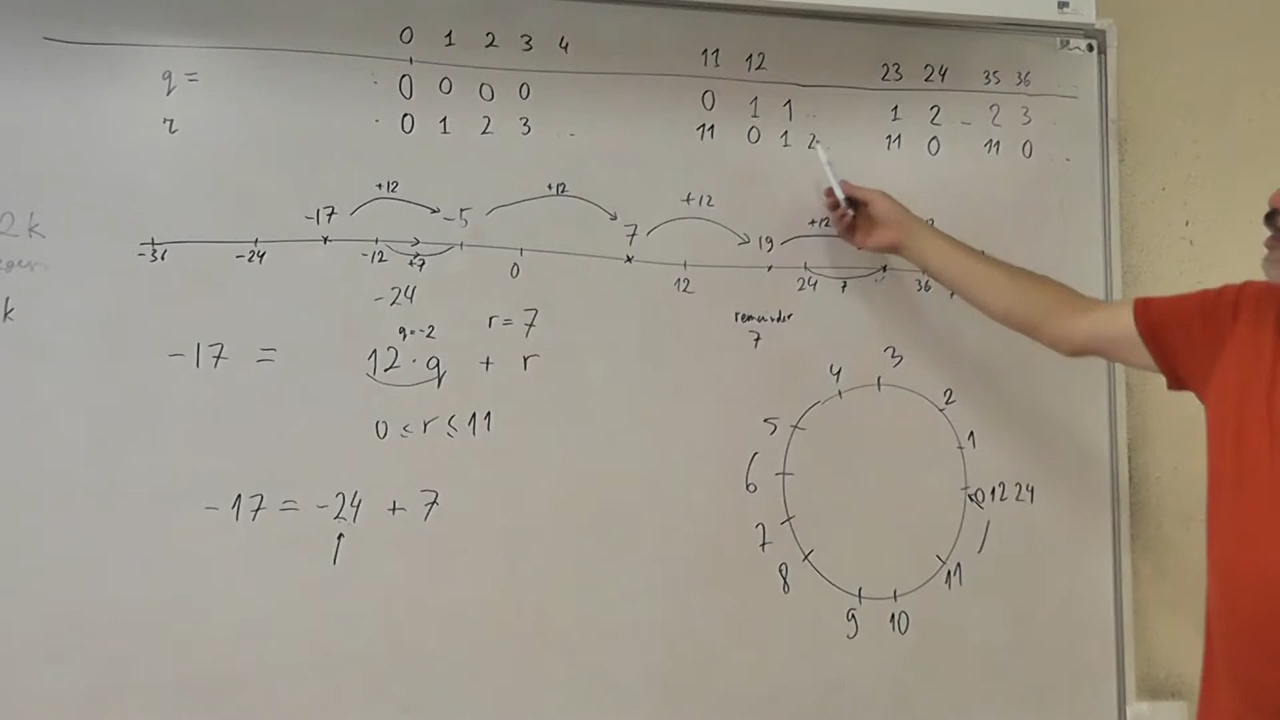 0 1 2 3 4 11 12 23 24 35 36
q = 0 0 0 0 0 1 1 .. 1 2 – 2 3
r 0 1 2 3 .. 11 0 1 2 .. 11 0 11 0 ..
+12 +12 +12 +12
-17 -5 7 19
-36 -24 -12 +7 0 12 24 7 36
2k
k
-24
q=-2 r = 7
remainder
7
-17 = 12 · q + r
0 ≤ r ≤ 11
-17 = -24 + 7
3
4 2
5 1
6 0 12 24
7
8 11
9 10